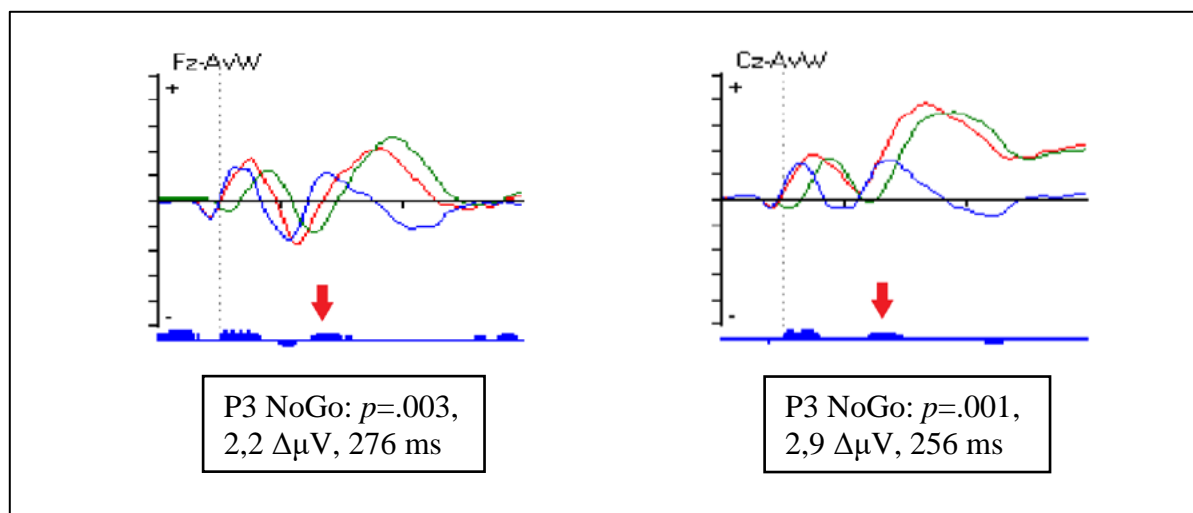 Fz-AvW
+
-
P3 NoGo: p=.003,
2,2 ΔµV, 276 ms
Cz-AvW
+
-
P3 NoGo: p=.001,
2,9 ΔµV, 256 ms